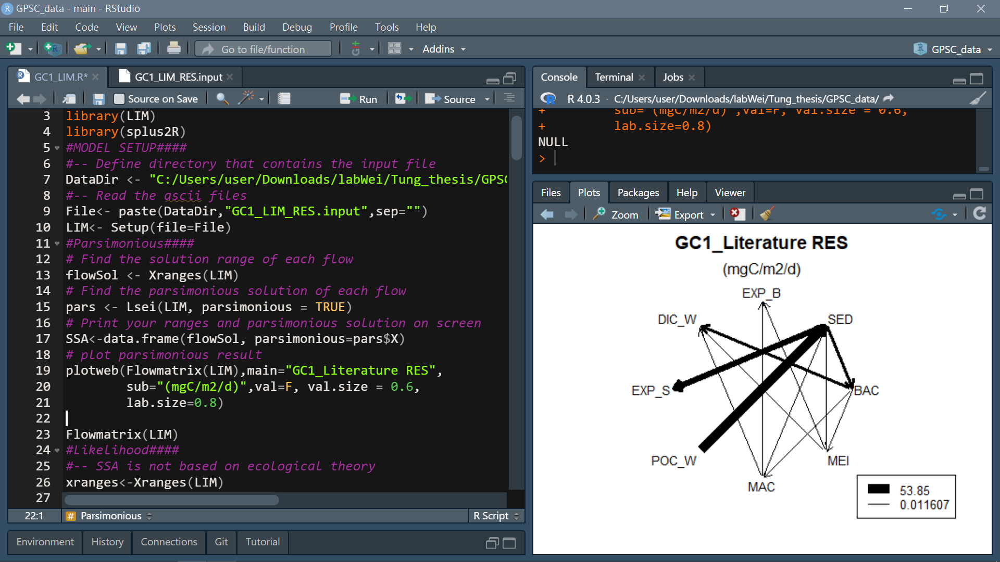 GPSC_data - main - RStudio
File Edit Code View Plots Session Build Debug Profile Tools Help
Go to file/function Addins GPSC_data
GC1_LIM.R* GC1_LIM_RES.input
Source on Save Run Source
3 library(LIM)
4 library(splus2R)
5 #MODEL SETUP####
6 #-- Define directory that contains the input file
7 DataDir <- "C:/Users/user/Downloads/labWei/Tung_thesis/GPSC
8 #-- Read the ascii files
9 File<- paste(DataDir,"GC1_LIM_RES.input",sep="")
10 LIM<- Setup(file=File)
11 #Parsimonious####
12 # Find the solution range of each flow
13 flowSol <- Xranges(LIM)
14 # Find the parsimonious solution of each flow
15 pars <- Lsei(LIM, parsimonious = TRUE)
16 # Print your ranges and parsimonious solution on screen
17 SSA<-data.frame(flowSol, parsimonious=pars$X)
18 # plot parsimonious result
19 plotweb(Flowmatrix(LIM),main="GC1_Literature RES",
20 sub="(mgC/m2/d)",val=F, val.size = 0.6,
21 lab.size=0.8)
22
23 Flowmatrix(LIM)
24 #Likelihood####
25 #-- SSA is not based on ecological theory
26 xranges<-Xranges(LIM)
27
22:1 # Parsimonious R Script
Environment History Connections Git Tutorial
Console Terminal Jobs
R 4.0.3 · C:/Users/user/Downloads/labWei/Tung_thesis/GPSC_data/
+ sub="(mgC/m2/d)",val=F, val.size = 0.6,
+ lab.size=0.8)
NULL
>
Files Plots Packages Help Viewer
Zoom Export
GC1_Literature RES
(mgC/m2/d)
EXP_B
DIC_W SED
EXP_S BAC
POC_W MEI
MAC
53.85
0.011607